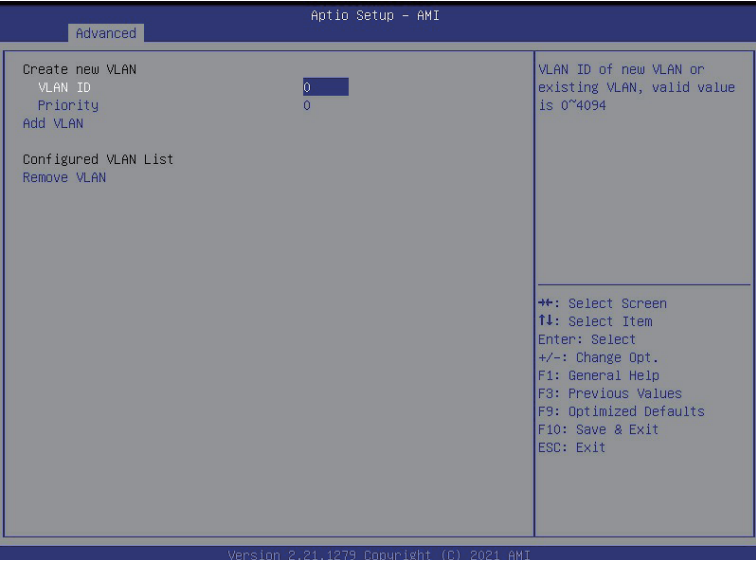 Aptio Setup – AMI
Advanced
Create new VLAN
VLAN ID 0
Priority 0
Add VLAN
Configured VLAN List
Remove VLAN
VLAN ID of new VLAN or
existing VLAN, valid value
is 0~4094
→←: Select Screen
↑↓: Select Item
Enter: Select
+/-: Change Opt.
F1: General Help
F3: Previous Values
F9: Optimized Defaults
F10: Save & Exit
ESC: Exit
Version 2.21.1279 Copyright (C) 2021 AMI